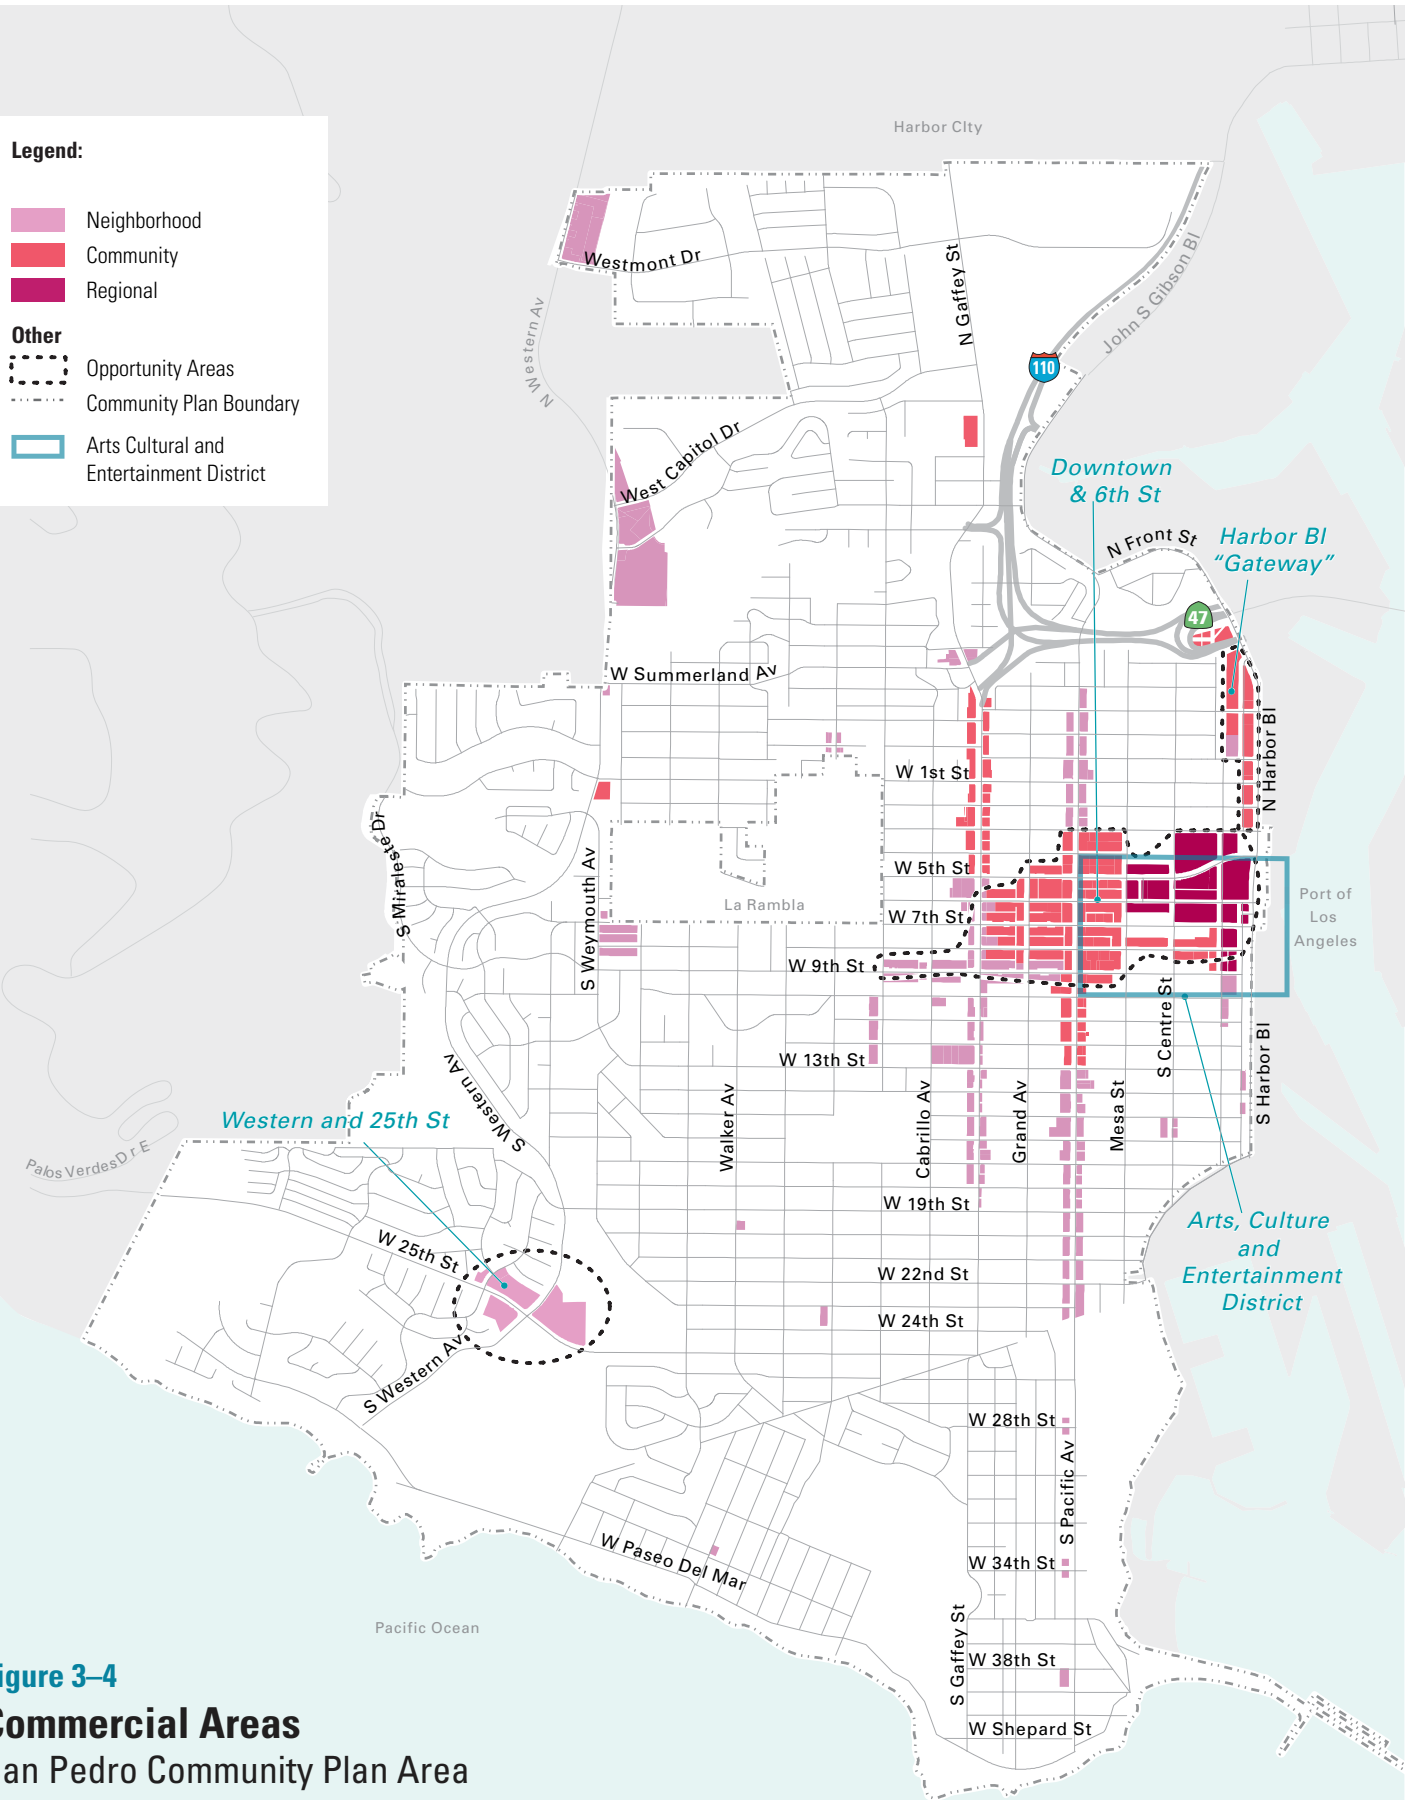 Harbor CIty
Legend:
Neighborhood
Community
Regional
Other
Opportunity Areas
Community Plan Boundary
Arts Cultural and
Entertainment District
Westmont Dr
N Gaffey St
John S Gibson Bl
N Western Av
110
West Capitol Dr
Downtown
& 6th St
N Front St
Harbor Bl
“Gateway”
47
W Summerland Av
N Harbor Bl
W 1st St
S Miraleste Dr
S Weymouth Av
W 5th St
La Rambla
W 7th St
Port of
Los
Angeles
W 9th St
S Centre St
W 13th St
S Harbor Bl
S Western Av
Walker Av
Cabrillo Av
Grand Av
Mesa St
Western and 25th St
Palos Verdes Dr E
W 19th St
Arts, Culture
and
Entertainment
District
W 25th St
W 22nd St
W 24th St
S Western Av
W 28th St
S Pacific Av
W Paseo Del Mar
W 34th St
Pacific Ocean
S Gaffey St
W 38th St
W Shepard St
igure 3–4
ommercial Areas
an Pedro Community Plan Area